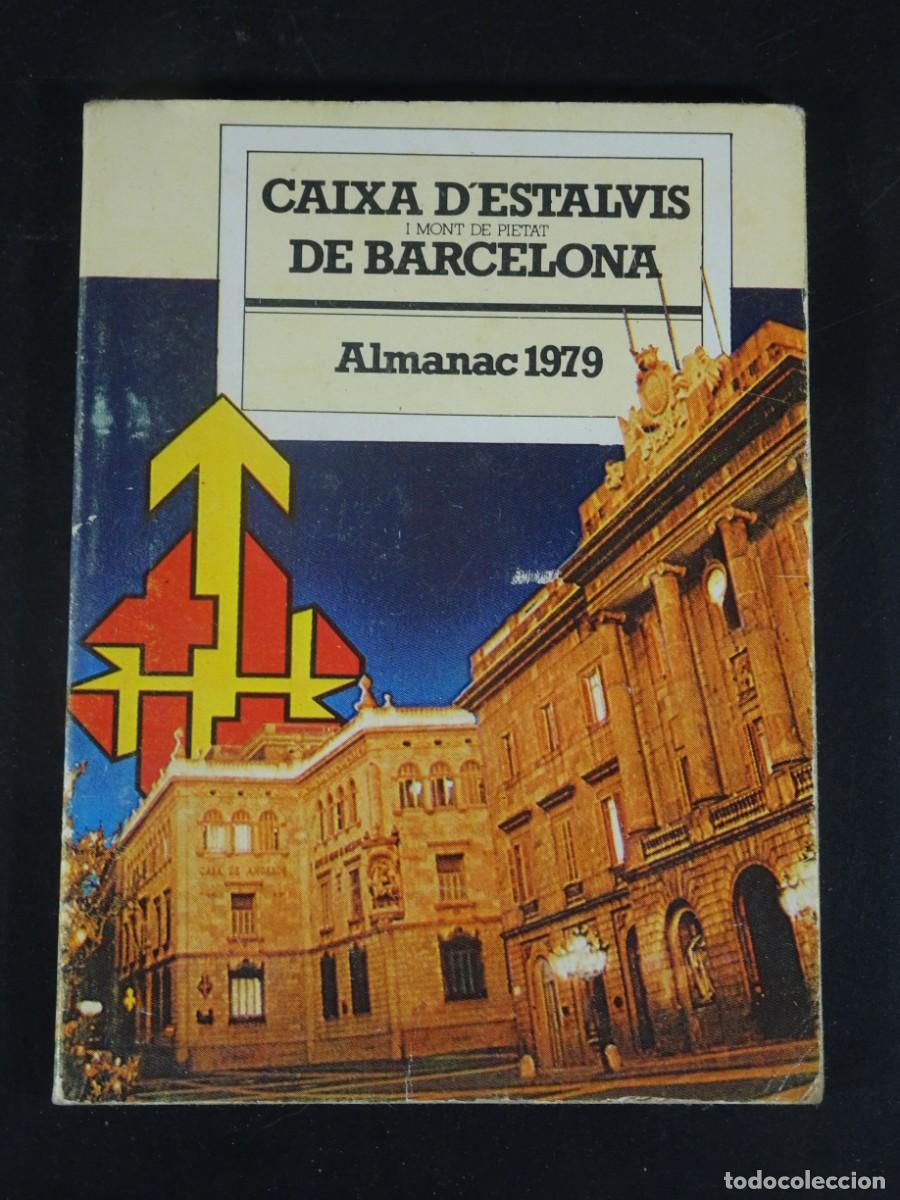 CAIXA D'ESTALVIS
I MONT DE PIETAT
DE BARCELONA
Almanac 1979
CAJA DE AHORROS
todocoleccion